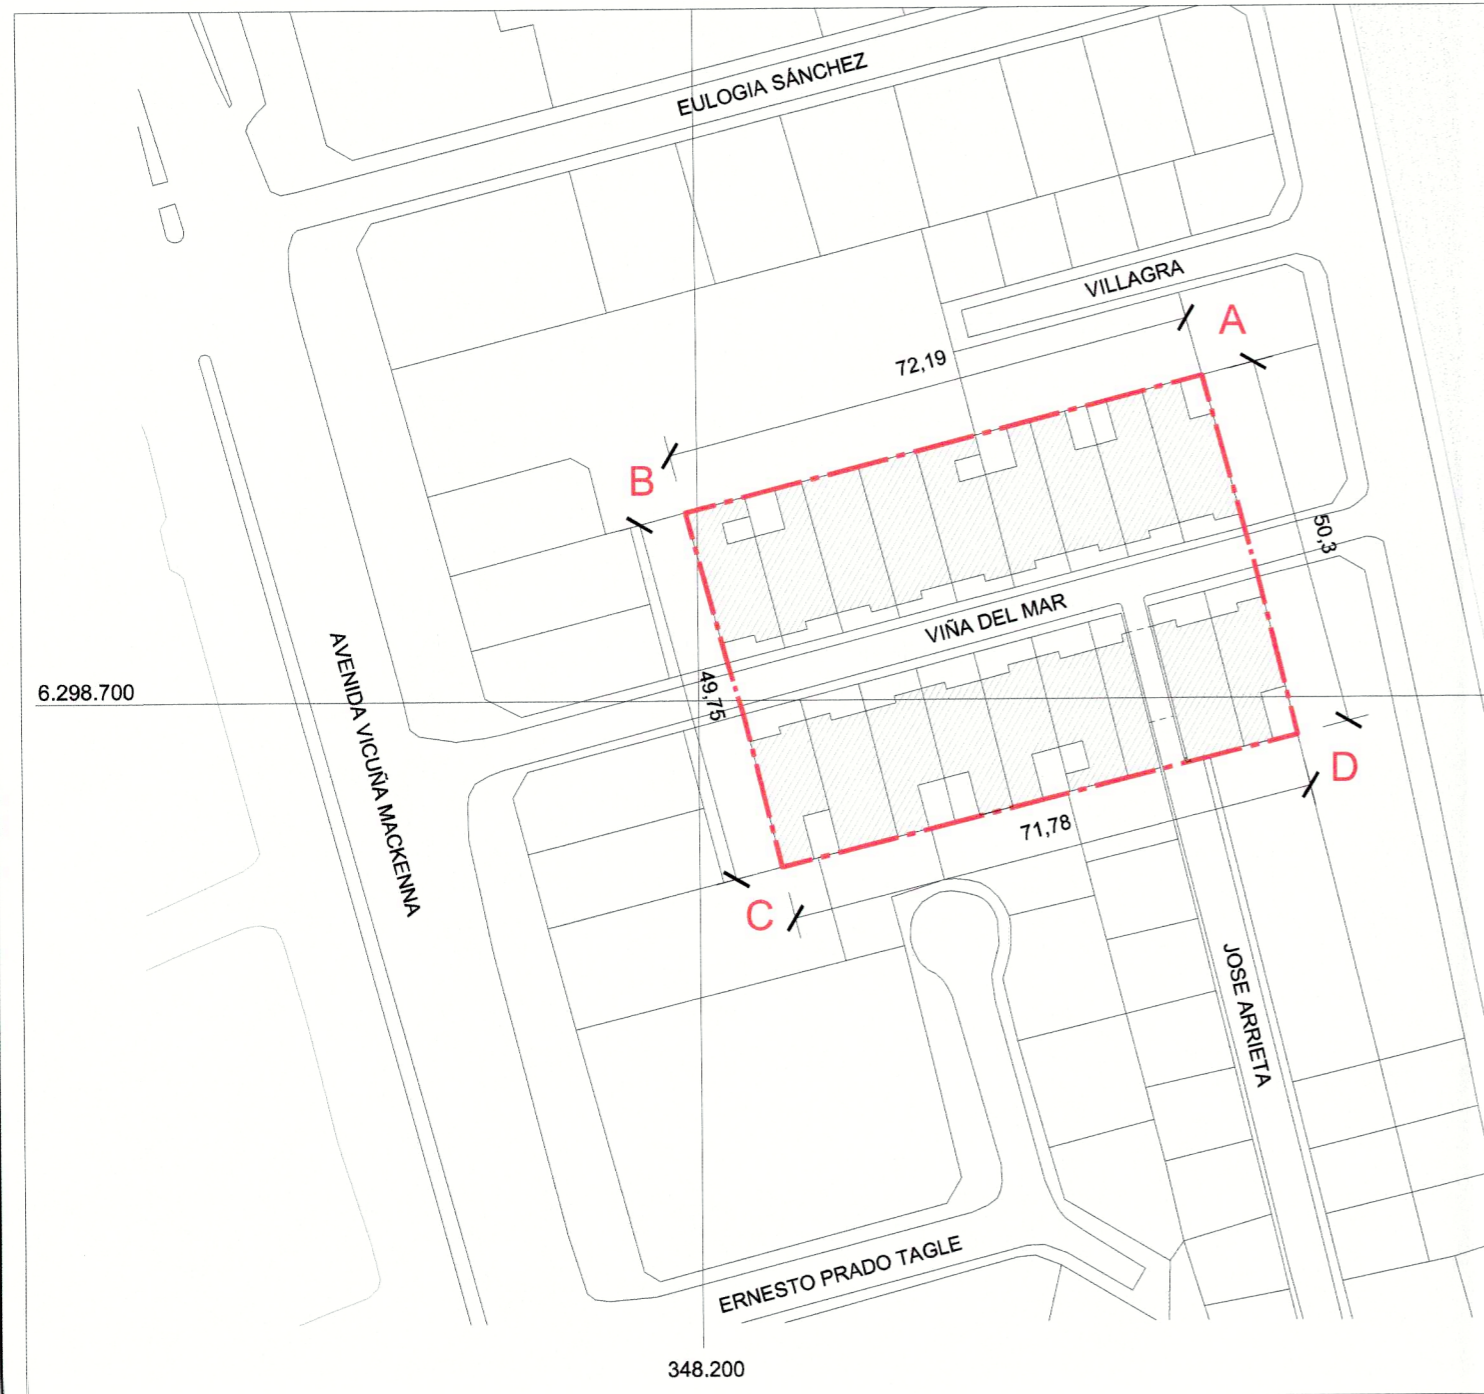 EULOGIA SÁNCHEZ
VILLAGRA
A
72,19
B
50,3
VIÑA DEL MAR
AVENIDA VICUÑA MACKENNA
6.298.700
49,75
D
71,78
C
JOSE ARRIETA
ERNESTO PRADO TAGLE
348.200